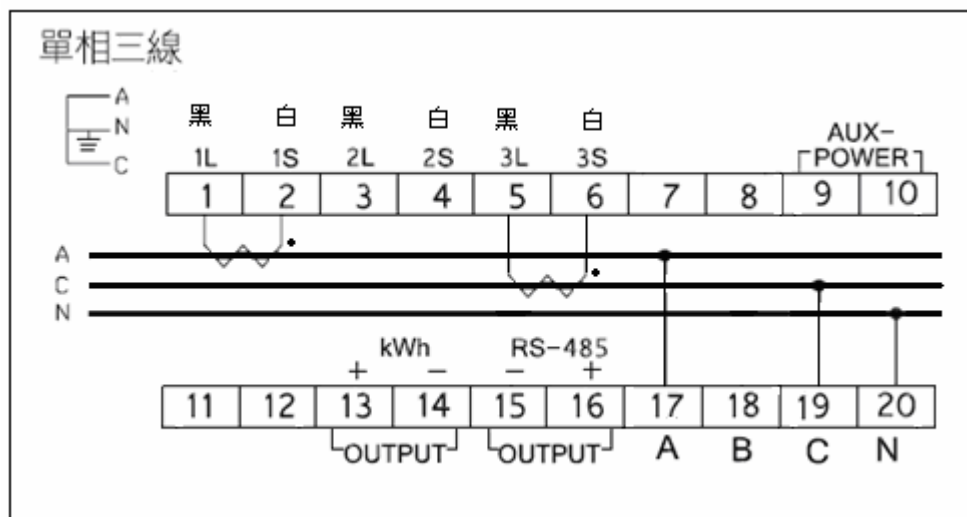 單相三線
A
N
C
黑 白 黑 白 黑 白
1L 1S 2L 2S 3L 3S
AUX-
POWER
1 2 3 4 5 6 7 8 9 10
A
C
N
kWh RS-485
+ − − +
11 12 13 14 15 16 17 18 19 20
OUTPUT OUTPUT A B C N